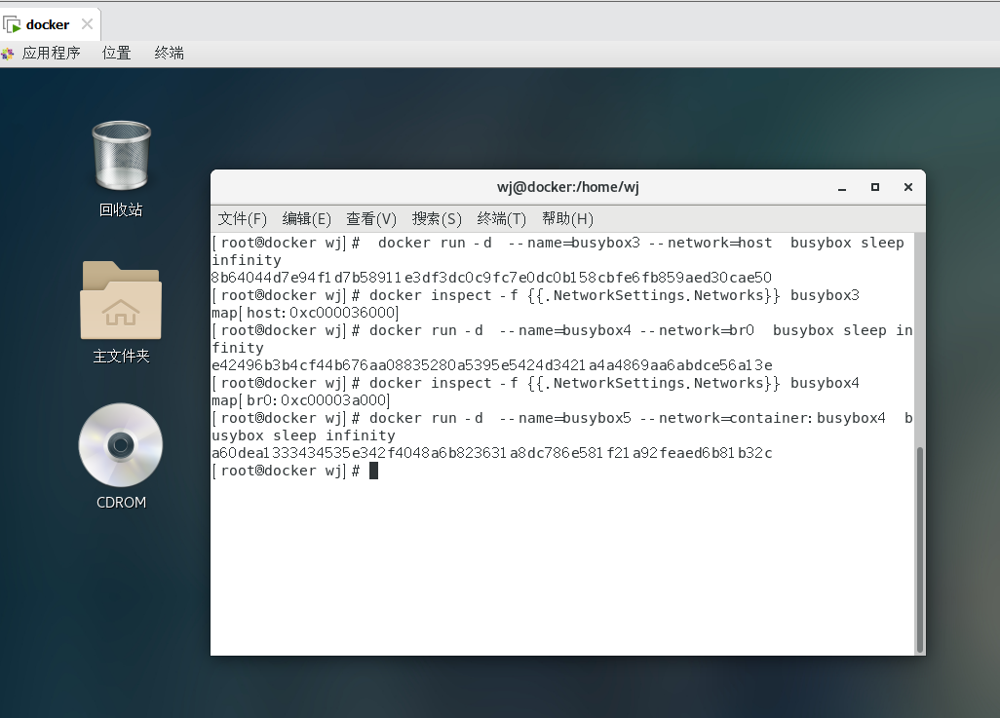 docker
应用程序 位置 终端
回收站
主文件夹
CDROM
wj@docker:/home/wj
文件(F) 编辑(E) 查看(V) 搜索(S) 终端(T) 帮助(H)
[root@docker wj]#  docker run -d  --name=busybox3 --network=host  busybox sleep
infinity
8b64044d7e94f1d7b58911e3df3dc0c9fc7e0dc0b158cbfe6fb859aed30cae50
[root@docker wj]# docker inspect -f {{.NetworkSettings.Networks}} busybox3
map[host:0xc000036000]
[root@docker wj]# docker run -d  --name=busybox4 --network=br0  busybox sleep in
finity
e42496b3b4cf44b676aa08835280a5395e5424d3421a4a4869aa6abdce56a13e
[root@docker wj]# docker inspect -f {{.NetworkSettings.Networks}} busybox4
map[br0:0xc00003a000]
[root@docker wj]# docker run -d  --name=busybox5 --network=container:busybox4  b
usybox sleep infinity
a60dea1333434535e342f4048a6b823631a8dc786e581f21a92feaed6b81b32c
[root@docker wj]#